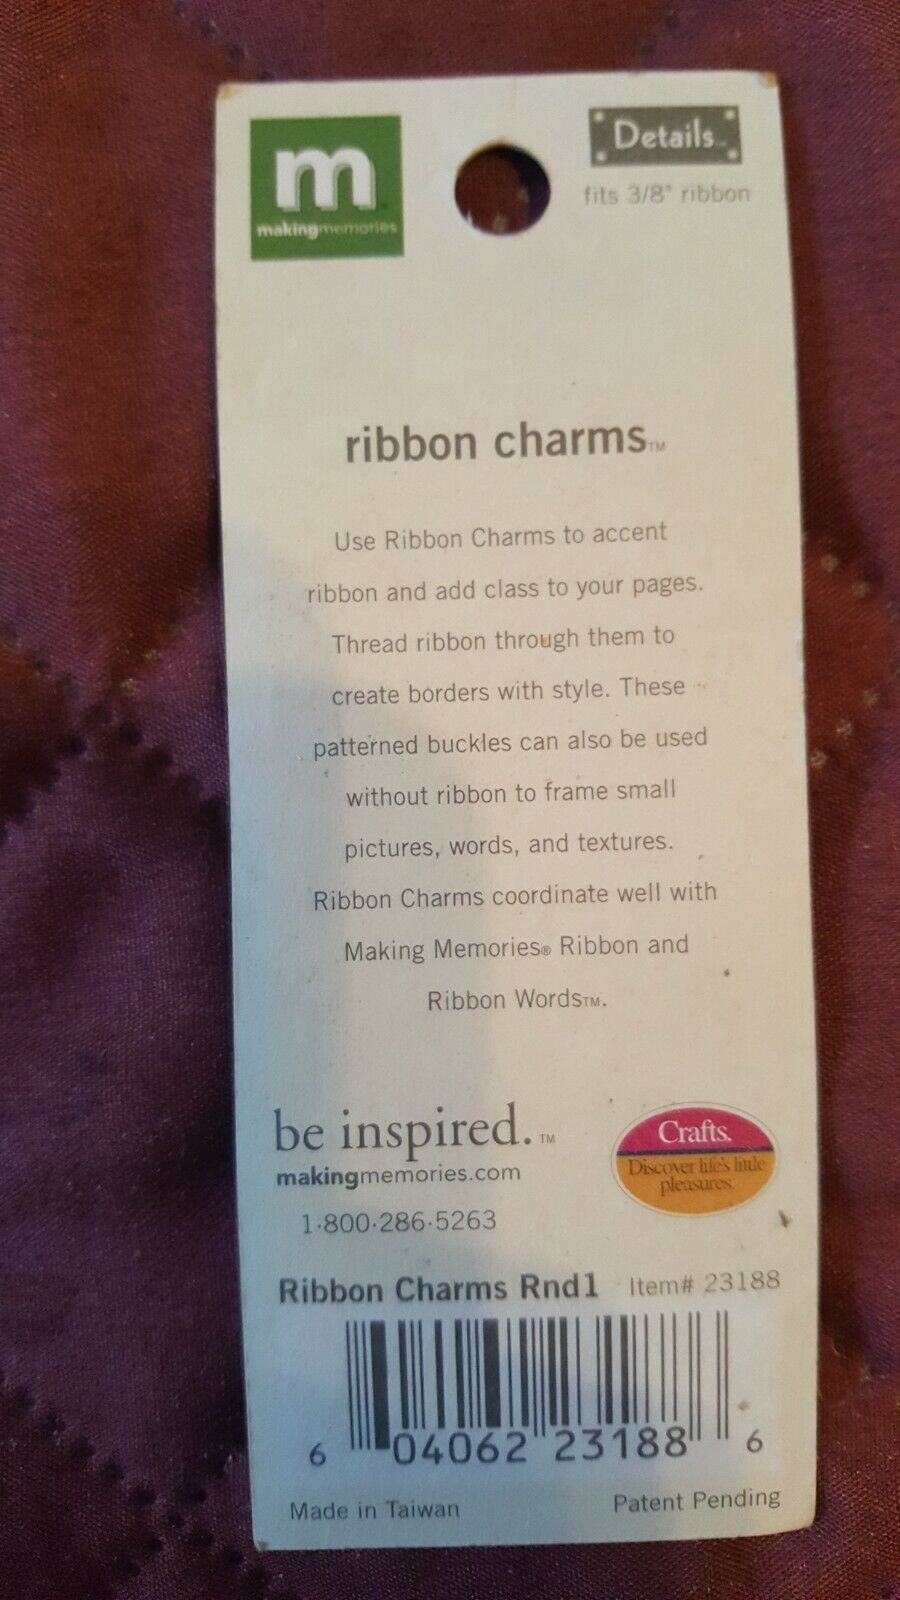 m
makingmemories
Details™
fits 3/8" ribbon
ribbon charms™
Use Ribbon Charms to accent
ribbon and add class to your pages.
Thread ribbon through them to
create borders with style. These
patterned buckles can also be used
without ribbon to frame small
pictures, words, and textures.
Ribbon Charms coordinate well with
Making Memories® Ribbon and
Ribbon Words™.
be inspired.™
makingmemories.com
1·800·286·5263
Crafts.
Discover life's little
pleasures.
Ribbon Charms Rnd1 Item# 23188
6 04062 23188 6
Made in Taiwan Patent Pending